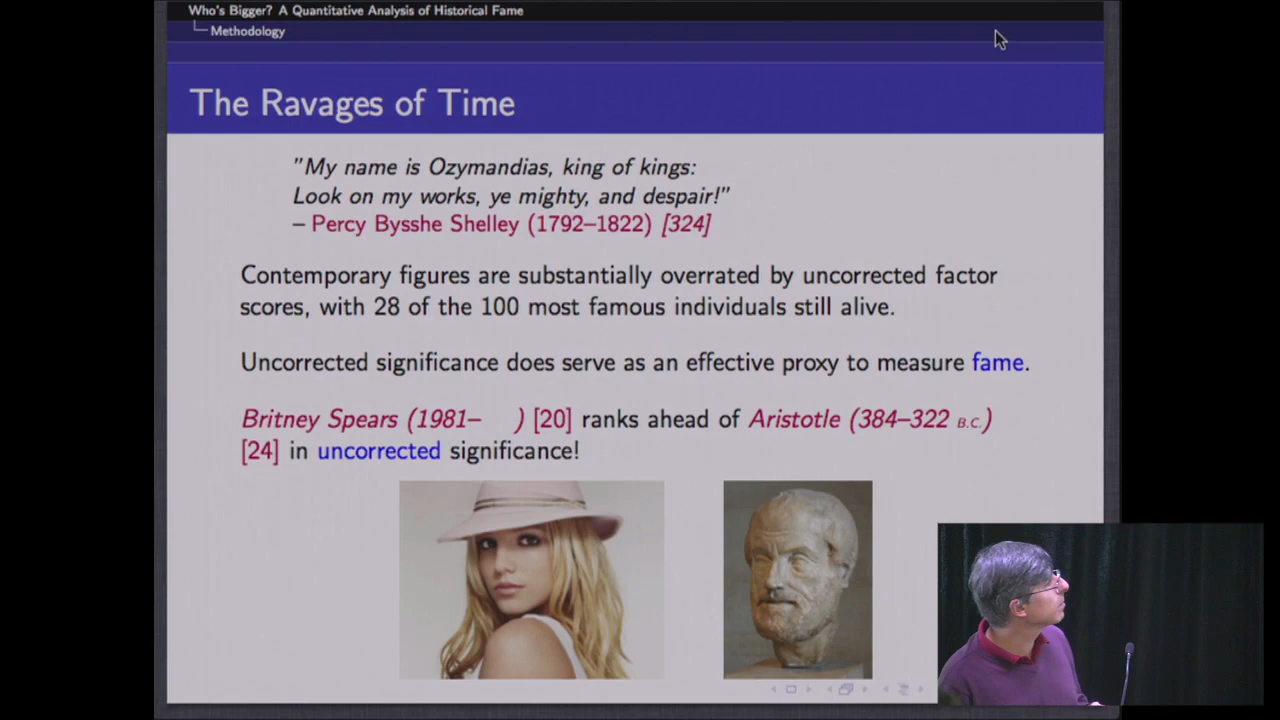 Who's Bigger? A Quantitative Analysis of Historical Fame
Methodology
The Ravages of Time
"My name is Ozymandias, king of kings:
Look on my works, ye mighty, and despair!"
– Percy Bysshe Shelley (1792–1822) [324]
Contemporary figures are substantially overrated by uncorrected factor
scores, with 28 of the 100 most famous individuals still alive.
Uncorrected significance does serve as an effective proxy to measure fame.
Britney Spears (1981– ) [20] ranks ahead of Aristotle (384–322 B.C.)
[24] in uncorrected significance!